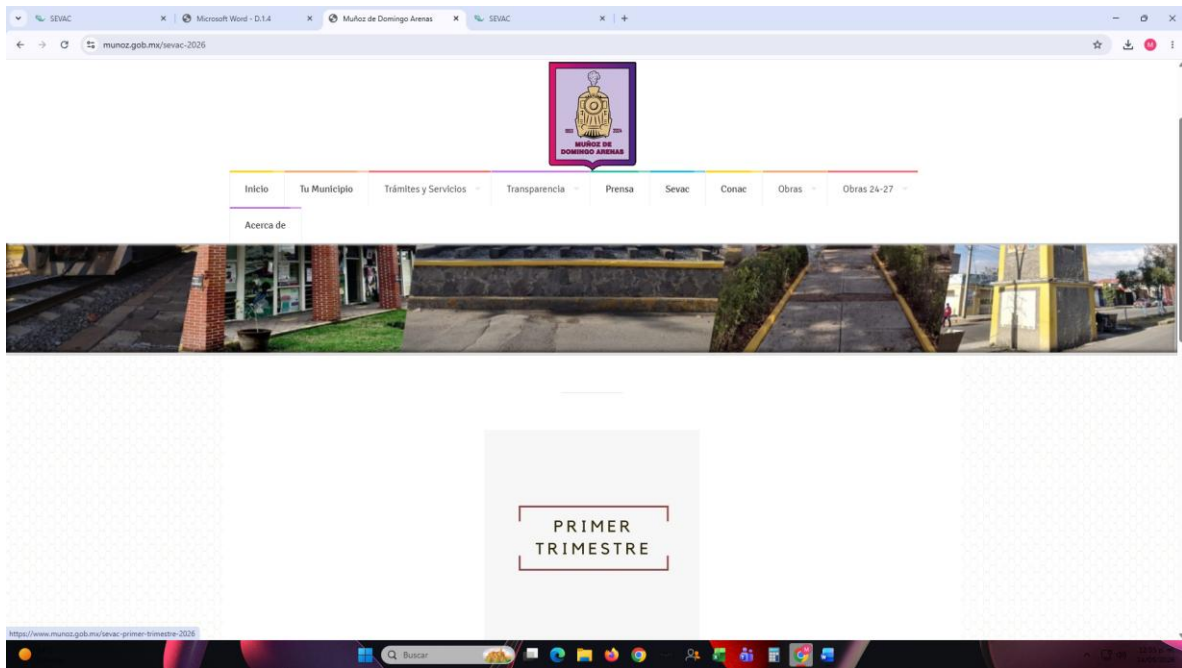 SEVAC
Microsoft Word - D.1.4
Muñoz de Domingo Arenas
SEVAC
munoz.gob.mx/sevac-2026
M
MUÑOZ DE
DOMINGO ARENAS
Inicio
Tu Municipio
Trámites y Servicios
Transparencia
Prensa
Sevac
Conac
Obras
Obras 24-27
Acerca de
PRIMER
TRIMESTRE
https://www.munoz.gob.mx/sevac-primer-trimestre-2026
Buscar